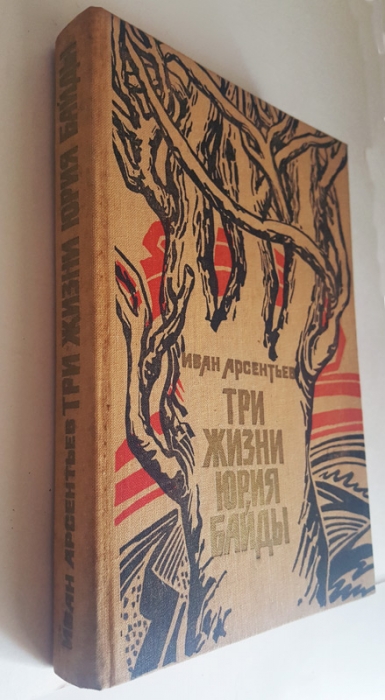 ИВАН АРСЕНТЬЕВ ТРИ ЖИЗНИ ЮРИЯ БАЙДЫ
ИВАН АРСЕНТЬЕВ
ТРИ
ЖИЗНИ
ЮРИЯ
БАЙДЫ